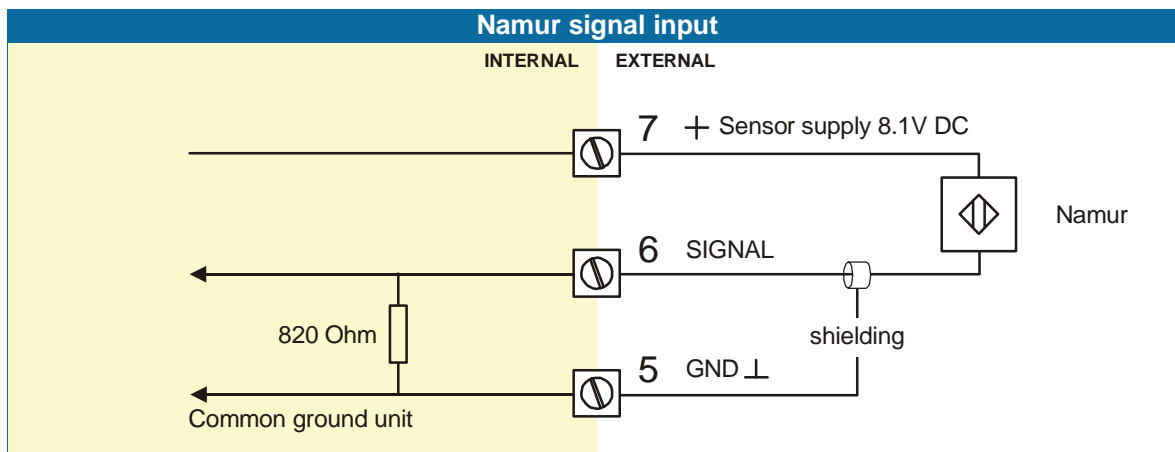 Namur signal input
INTERNAL EXTERNAL
7 + Sensor supply 8.1V DC
Namur
6 SIGNAL
820 Ohm
shielding
5 GND ⊥
Common ground unit